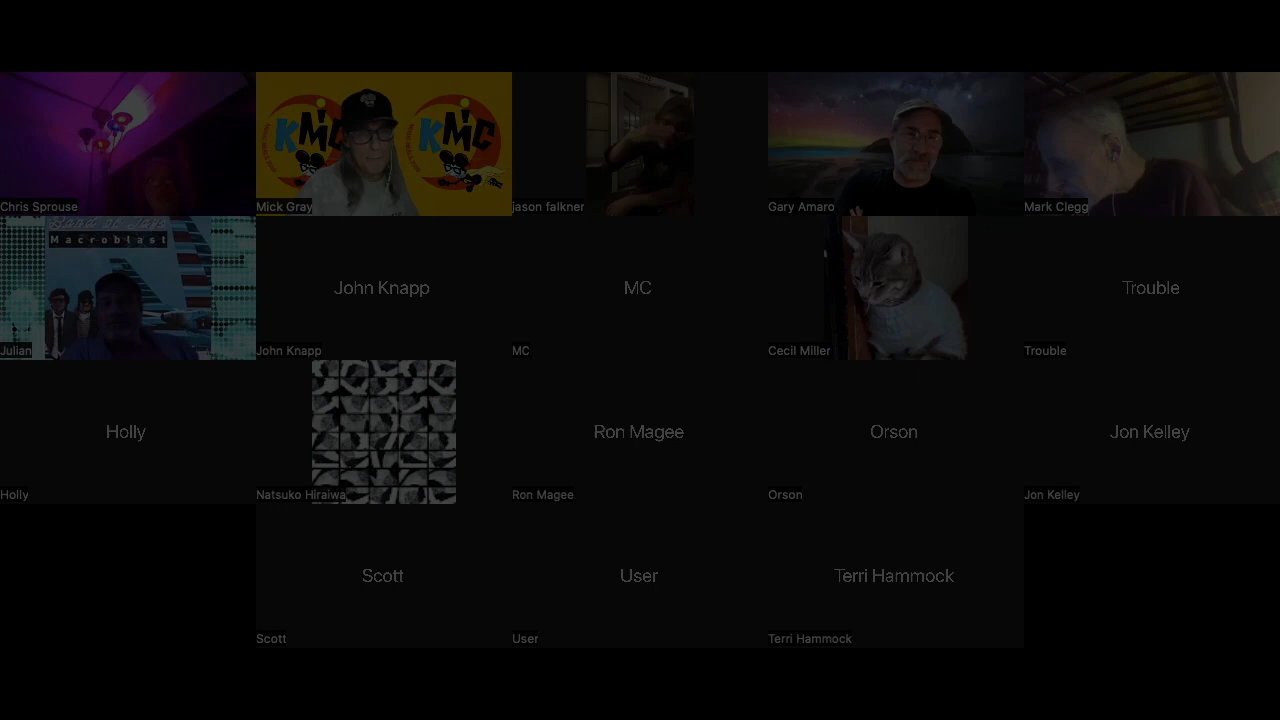 KMC
KMC
Chris Sprouse
Mick Gray
jason falkner
Gary Amaro
Mark Clegg
Macroblast
Julian
John Knapp
John Knapp
MC
MC
Cecil Miller
Trouble
Trouble
Holly
Holly
Natsuko Hiraiwa
Ron Magee
Ron Magee
Orson
Orson
Jon Kelley
Jon Kelley
Scott
Scott
User
User
Terri Hammock
Terri Hammock